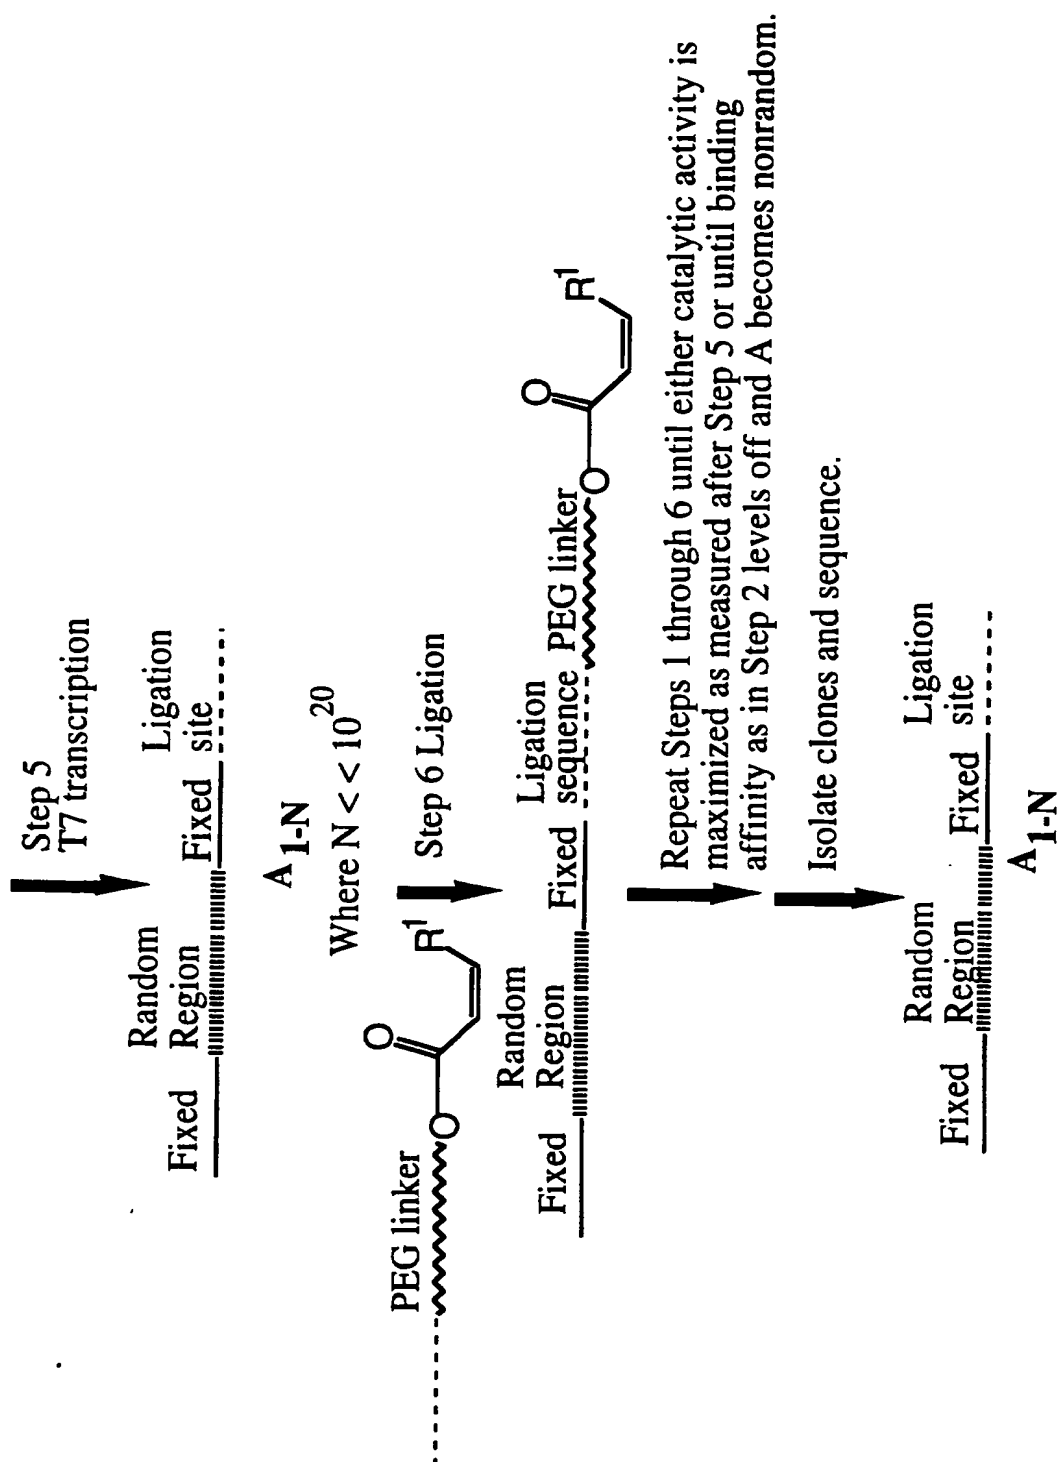 Step 5
T7 transcription
Random
Region
Ligation
site
Fixed
Fixed
A1-N
Where N < < 10^20
Step 6 Ligation
PEG linker
O
O
R1
Random
Region
Ligation
sequence
PEG linker
Fixed
Fixed
O
O
R1
Repeat Steps 1 through 6 until either catalytic activity is
maximized as measured after Step 5 or until binding
affinity as in Step 2 levels off and A becomes nonrandom.
Isolate clones and sequence.
Random
Region
Ligation
site
Fixed
Fixed
A1-N